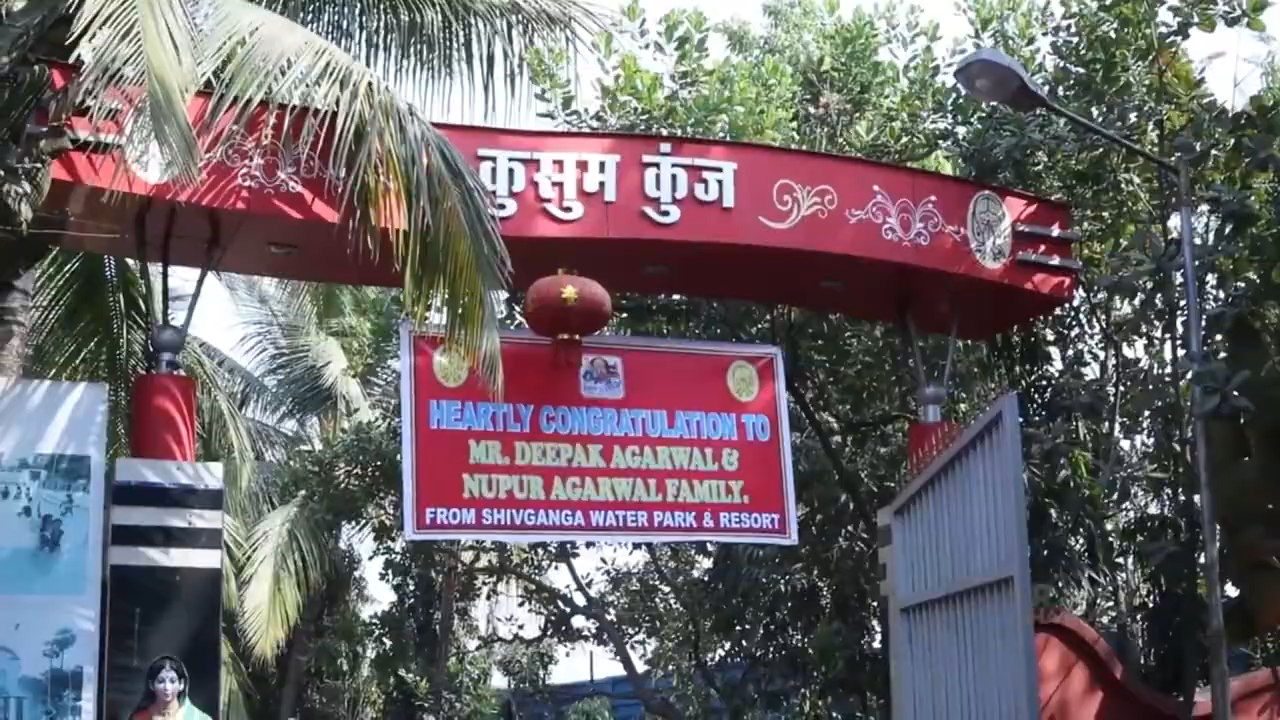 कुसुम कुंज
HEARTLY CONGRATULATION TO
MR. DEEPAK AGARWAL &
NUPUR AGARWAL FAMILY.
FROM SHIVGANGA WATER PARK & RESORT